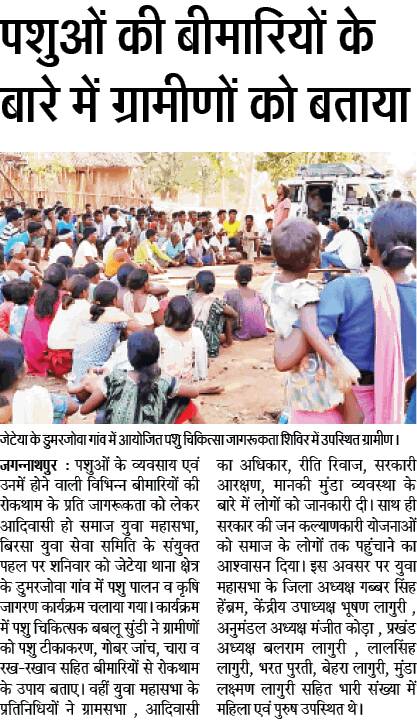 पशुओं की बीमारियों के
बारे में ग्रामीणों को बताया
जेटेया के डुमरजोवा गांव में आयोजित पशु चिकित्सा जागरूकता शिविर में उपस्थित ग्रामीण।
जगन्नाथपुर : पशुओं के व्यवसाय एवं
उनमें होने वाली विभिन्न बीमारियों की
रोकथाम के प्रति जागरूकता को लेकर
आदिवासी हो समाज युवा महासभा,
बिरसा युवा सेवा समिति के संयुक्त
पहल पर शनिवार को जेटेया थाना क्षेत्र
के डुमरजोवा गांव में पशु पालन व कृषि
जागरण कार्यक्रम चलाया गया। कार्यक्रम
में पशु चिकित्सक बबलू सुंडी ने ग्रामीणों
को पशु टीकाकरण, गोबर जांच, चारा व
रख-रखाव सहित बीमारियों से रोकथाम
के उपाय बताए। वहीं युवा महासभा के
प्रतिनिधियों ने ग्रामसभा , आदिवासी
का अधिकार, रीति रिवाज, सरकारी
आरक्षण, मानकी मुंडा व्यवस्था के
बारे में लोगों को जानकारी दी। साथ ही
सरकार की जन कल्याणकारी योजनाओं
को समाज के लोगों तक पहुंचाने का
आश्वासन दिया। इस अवसर पर युवा
महासभा के जिला अध्यक्ष गब्बर सिंह
हेंब्रम, केंद्रीय उपाध्यक्ष भूषण लागुरी ,
अनुमंडल अध्यक्ष मंजीत कोड़ा , प्रखंड
अध्यक्ष बलराम लागुरी , लालसिंह
लागुरी, भरत पुरती, बेहरा लागुरी, मुंडा
लक्ष्मण लागुरी सहित भारी संख्या में
महिला एवं पुरुष उपस्थित थे।